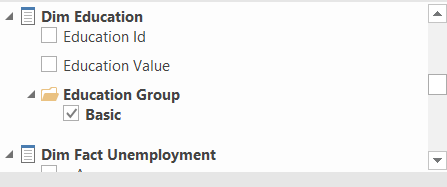 Dim Education
Education Id
Education Value
Education Group
Basic
Dim Fact Unemployment